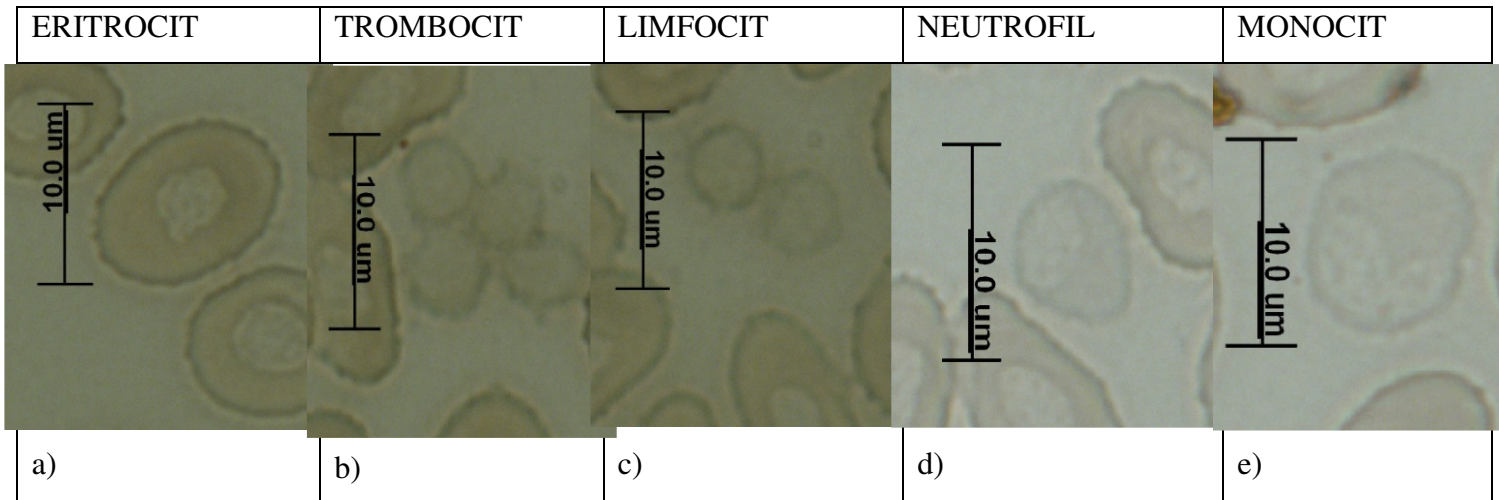 ERITROCIT
TROMBOCIT
LIMFOCIT
NEUTROFIL
MONOCIT
10.0 um
10.0 um
10.0 um
10.0 um
10.0 um
a)
b)
c)
d)
e)